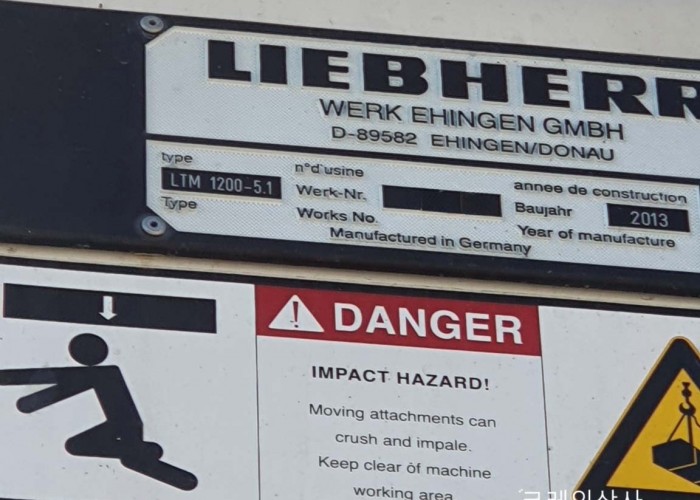 LIEBHERR
WERK EHINGEN GMBH
D-89582 EHINGEN/DONAU
type
LTM 1200-5.1
Type
n°d'usine
Werk-Nr.
Works No.
annee de construction
Baujahr 2013
Year of manufacture
Manufactured in Germany
DANGER
IMPACT HAZARD!
Moving attachments can
crush and impale.
Keep clear of machine
working area